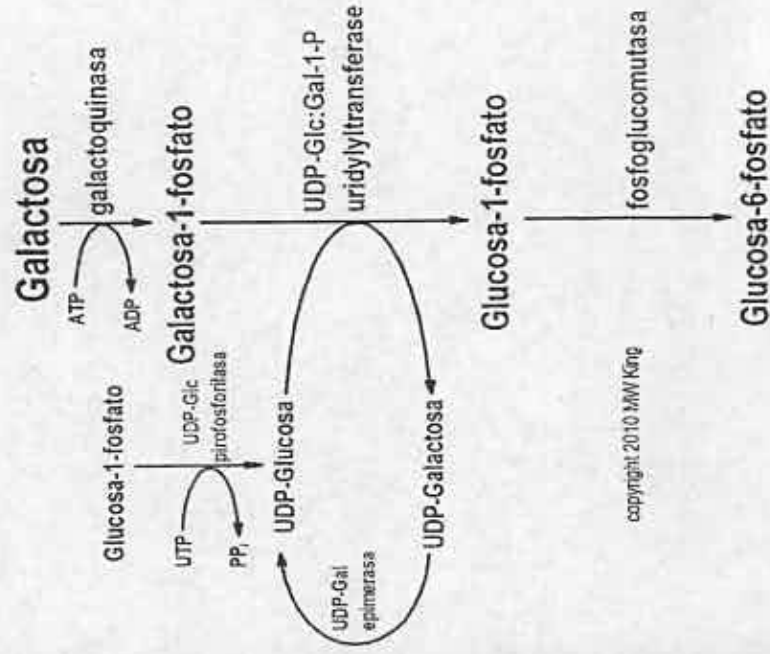 Galactosa
ATP
galactoquinasa
ADP
Glucosa-1-fosfato
Galactosa-1-fosfato
UDP-Glc
pirofosforilasa
UTP
PPi
UDP-Glucosa
UDP-Glc:Gal-1-P
uridylyltransferase
UDP-Gal
epimerasa
UDP-Galactosa
Glucosa-1-fosfato
fosfoglucomutasa
copyright 2010 MW King
Glucosa-6-fosfato